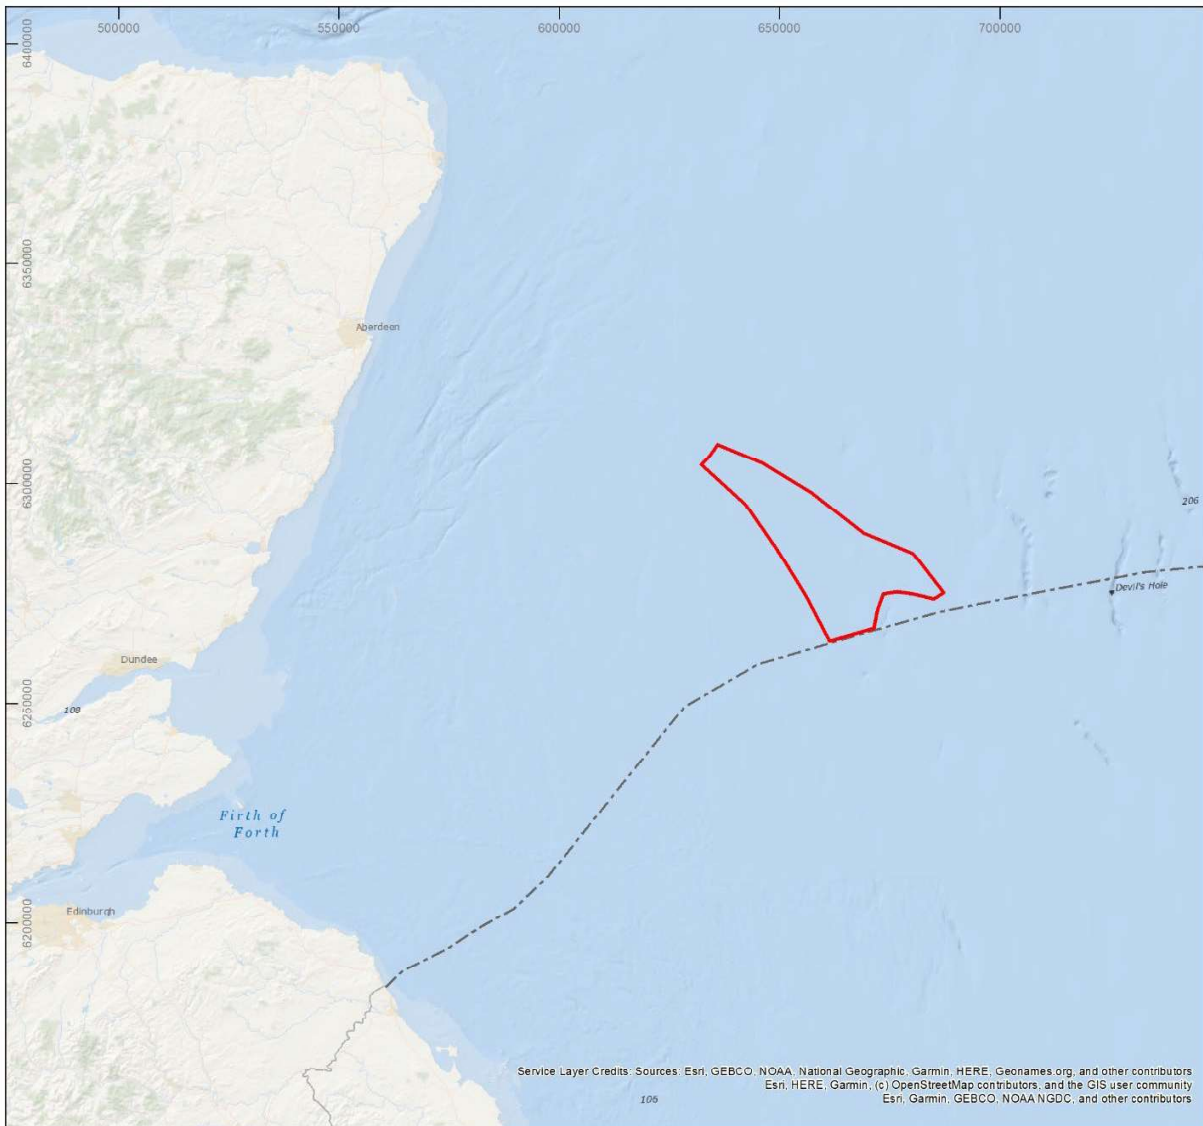 500000
550000
600000
650000
700000
6400000
6350000
Aberdeen
6300000
206
Devil's Hole
Dundee
6250000
108
Firth of
Forth
6200000
Edinburgh
Service Layer Credits: Sources: Esri, GEBCO, NOAA, National Geographic, Garmin, HERE, Geonames.org, and other contributors
Esri, HERE, Garmin, (c) OpenStreetMap contributors, and the GIS user community
Esri, Garmin, GEBCO, NOAA NGDC, and other contributors
106